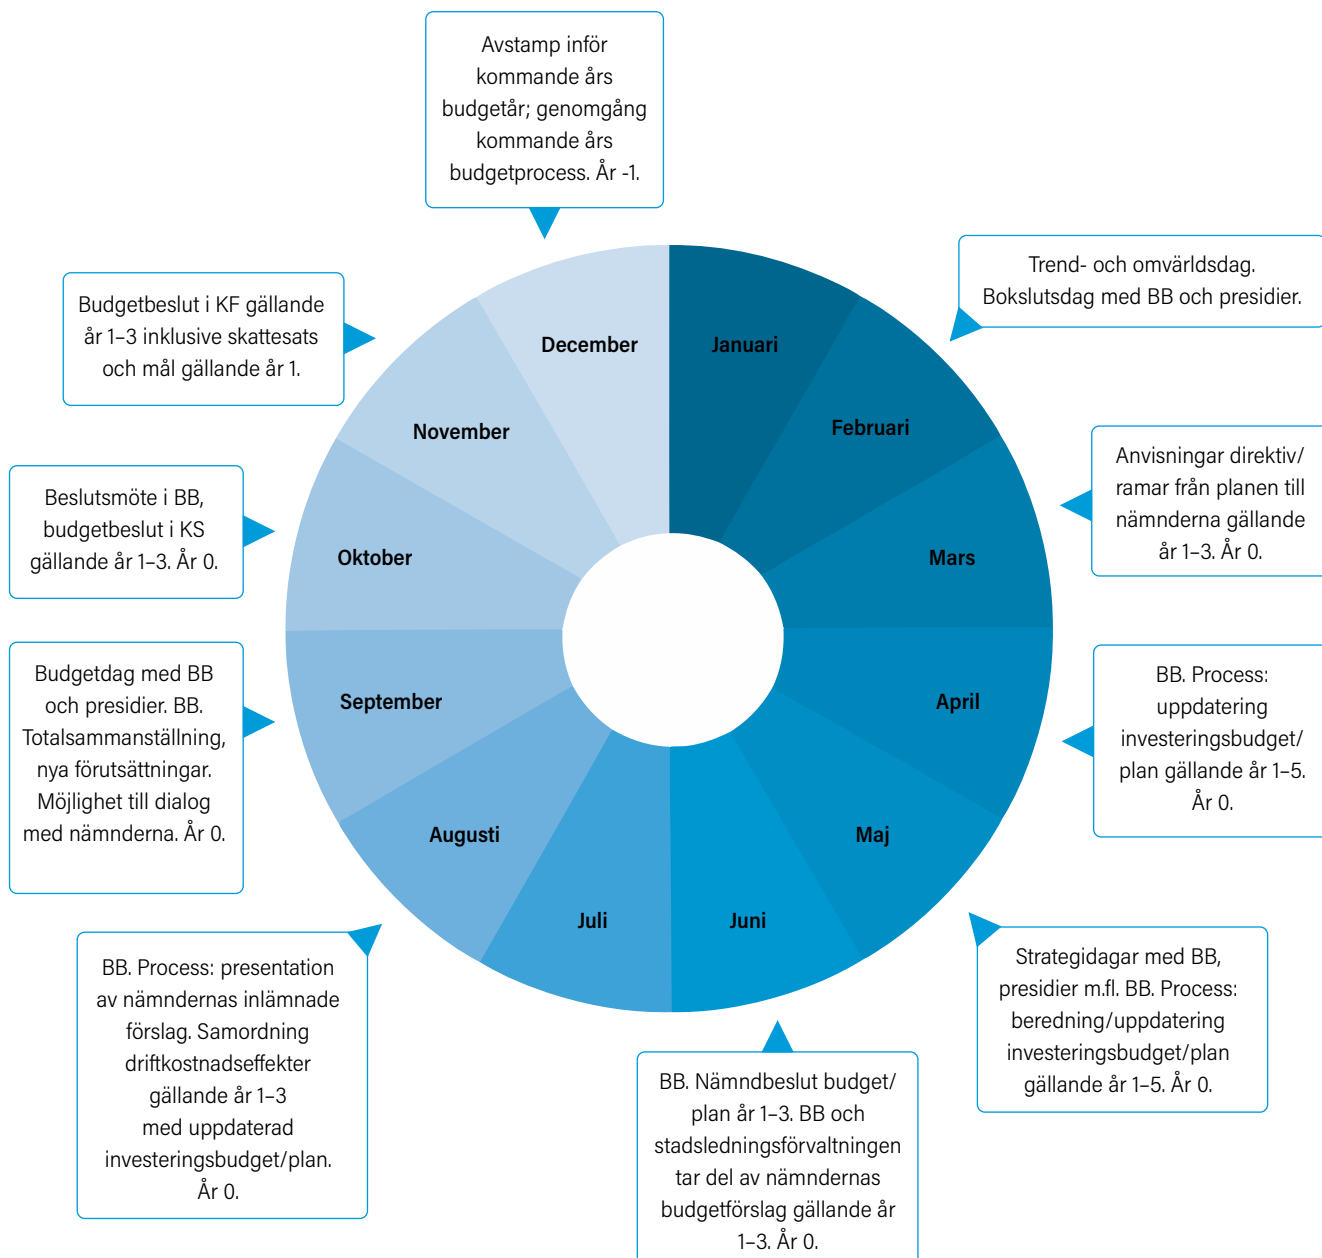 Avstamp inför
kommande års
budgetår; genomgång
kommande års
budgetprocess. År -1.
Trend- och omvärldsdag.
Bokslutsdag med BB och presidier.
Budgetbeslut i KF gällande
år 1–3 inklusive skattesats
och mål gällande år 1.
December
Januari
November
Februari
Anvisningar direktiv/
ramar från planen till
nämnderna gällande
år 1–3. År 0.
Beslutsmöte i BB,
budgetbeslut i KS
gällande år 1–3. År 0.
Oktober
Mars
Budgetdag med BB
och presidier. BB.
Totalsammanställning,
nya förutsättningar.
Möjlighet till dialog
med nämnderna. År 0.
September
April
BB. Process:
uppdatering
investeringsbudget/
plan gällande år 1–5.
År 0.
Augusti
Maj
Juli
Juni
BB. Process: presentation
av nämndernas inlämnade
förslag. Samordning
driftkostnadseffekter
gällande år 1–3
med uppdaterad
investeringsbudget/plan.
År 0.
Strategidagar med BB,
presidier m.fl. BB. Process:
beredning/uppdatering
investeringsbudget/plan
gällande år 1–5. År 0.
BB. Nämndbeslut budget/
plan år 1–3. BB och
stadsledningsförvaltningen
tar del av nämndernas
budgetförslag gällande år
1–3. År 0.